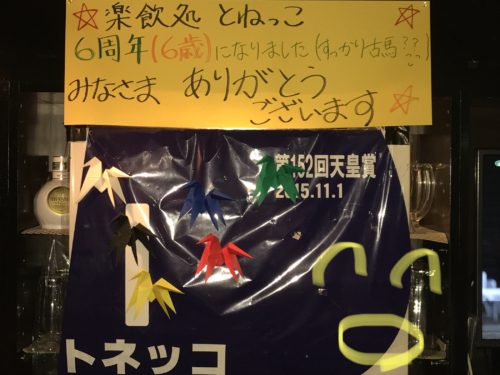 ☆楽飲処 とねっこ
6周年(6歳)になりました(すっかり古馬??)
みなさま ありがとう
ございます☆
第152回天皇賞
2015.11.1
1
トネッコ